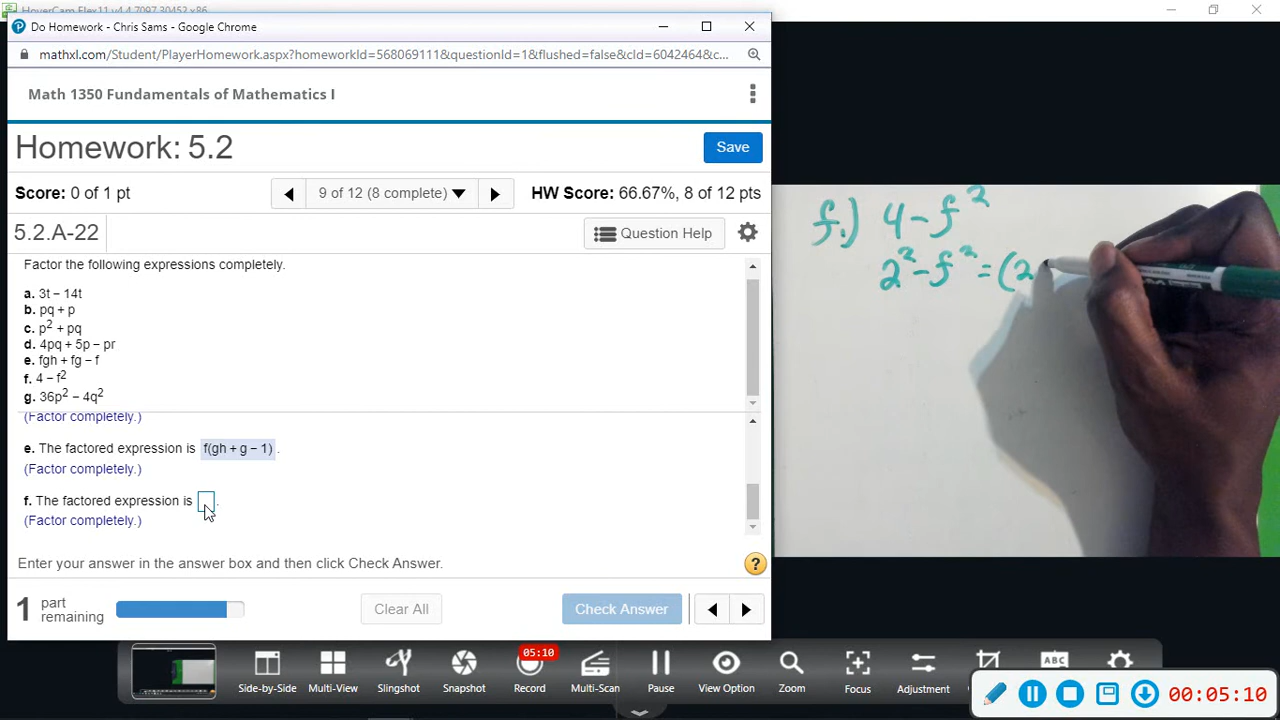 HoverCam Flex11 v4.4.7097.30452 x86
Do Homework - Chris Sams - Google Chrome
mathxl.com/Student/PlayerHomework.aspx?homeworkId=568069111&questionId=1&flushed=false&cId=6042464&c...
Math 1350 Fundamentals of Mathematics I
Homework: 5.2
Save
Score: 0 of 1 pt
9 of 12 (8 complete)
HW Score: 66.67%, 8 of 12 pts
5.2.A-22
Question Help
Factor the following expressions completely.
a. 3t − 14t
b. pq + p
c. p² + pq
d. 4pq + 5p − pr
e. fgh + fg − f
f. 4 − f²
g. 36p² − 4q²
(Factor completely.)
e. The factored expression is f(gh + g − 1) .
(Factor completely.)
f. The factored expression is .
(Factor completely.)
Enter your answer in the answer box and then click Check Answer.
?
1 part remaining
Clear All
Check Answer
f.) 4 − f²
2² − f² = (2
05:10
Side-by-Side
Multi-View
Slingshot
Snapshot
Record
Multi-Scan
Pause
View Option
Zoom
Focus
Adjustment
ABC
00:05:10